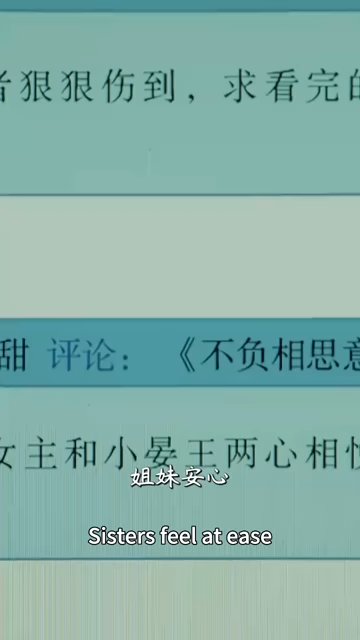 者狠狠伤到，求看完的
甜 评论：《不负相思意
女主和小晏王两心相悦
姐妹安心
Sisters feel at ease